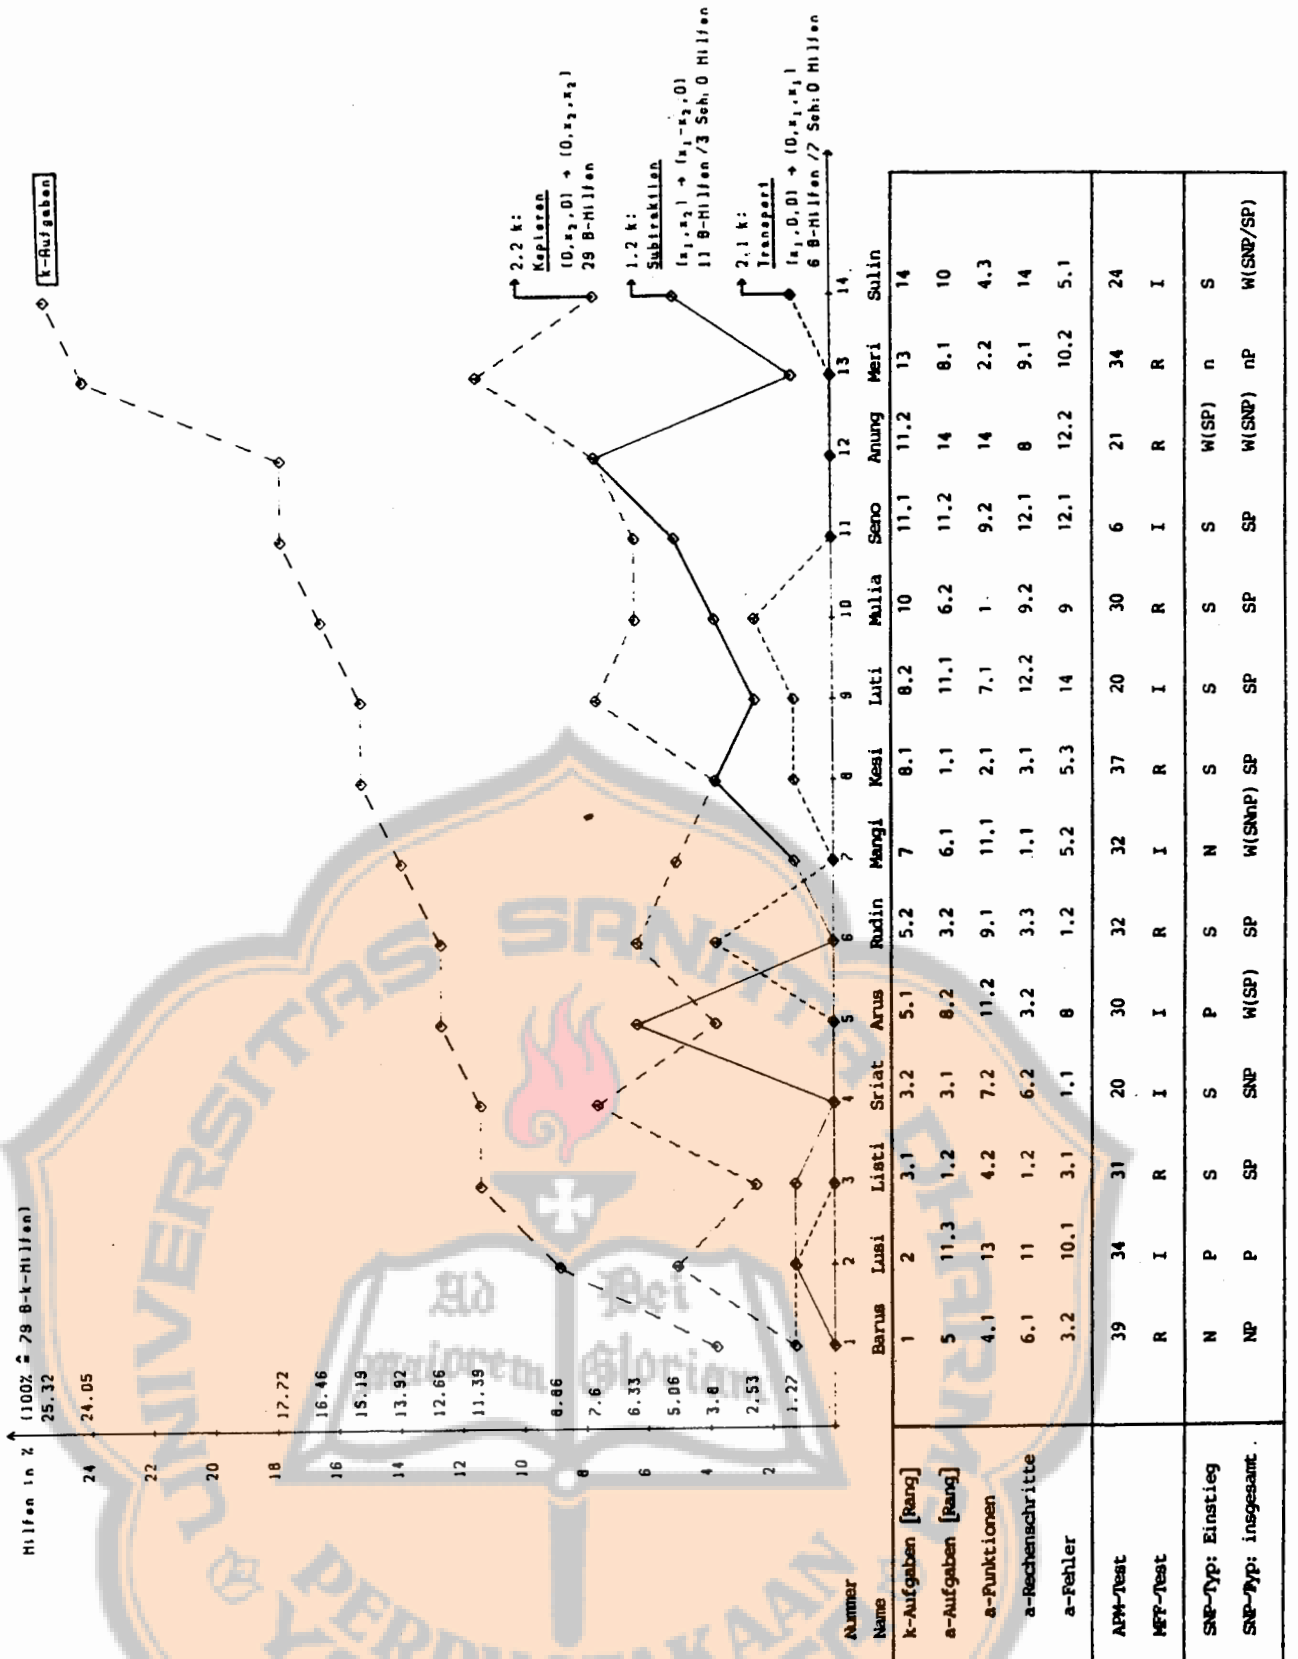 Hilfen in % (100% ≙ 79 B-k-Hilfen)
k-Aufgaben
25.32
24.05
17.72
16.46
15.19
13.92
12.66
11.39
8.86
7.6
6.33
5.06
3.8
2.53
1.27
24
22
20
18
16
14
12
10
8
6
4
2
2.2 k:
Kopieren
(0,x₂,0) → (0,x₂,x₂)
29 B-Hilfen
1.2 k:
Subtraktion
(x₁,x₂) → (x₁-x₂,0)
11 B-Hilfen /3 Sch: 0 Hilfen
2.1 k:
Transport
(x₁,0,0) → (0,x₁,x₁)
6 B-Hilfen /7 Sch: 0 Hilfen
Nummer 1 2 3 4 5 6 7 8 9 10 11 12 13 14
Name Barus Lusi Listi Sriat Arus Rudin Mangi Kesi Luti Mulia Seno Anung Meri Sulin
k-Aufgaben [Rang] 1 2 3.1 3.2 5.1 5.2 7 8.1 8.2 10 11.1 11.2 13 14
a-Aufgaben [Rang] 5 11.3 1.2 3.1 8.2 3.2 6.1 1.1 11.1 6.2 11.2 14 8.1 10
a-Funktionen 4.1 13 4.2 7.2 11.2 9.1 11.1 2.1 7.1 1 9.2 14 2.2 4.3
a-Rechenschritte 6.1 11 1.2 6.2 3.2 3.3 1.1 3.1 12.2 9.2 12.1 8 9.1 14
a-Fehler 3.2 10.1 3.1 1.1 8 1.2 5.2 5.3 14 9 12.1 12.2 10.2 5.1
APM-Test 39 34 31 20 30 32 32 37 20 30 6 21 34 24
MFF-Test R I R I I R I R I R I R R I
SNP-Typ: Einstieg N P S S P S N S S S S W(SP) n S
SNP-Typ: insgesamt NP P SP SNP W(SP) SP W(SNnP) SP SP SP SP W(SNP) nP W(SNP/SP)
UNIVERSITAS SANATA DHARMA
Ad Dei
maiorem Gloriam